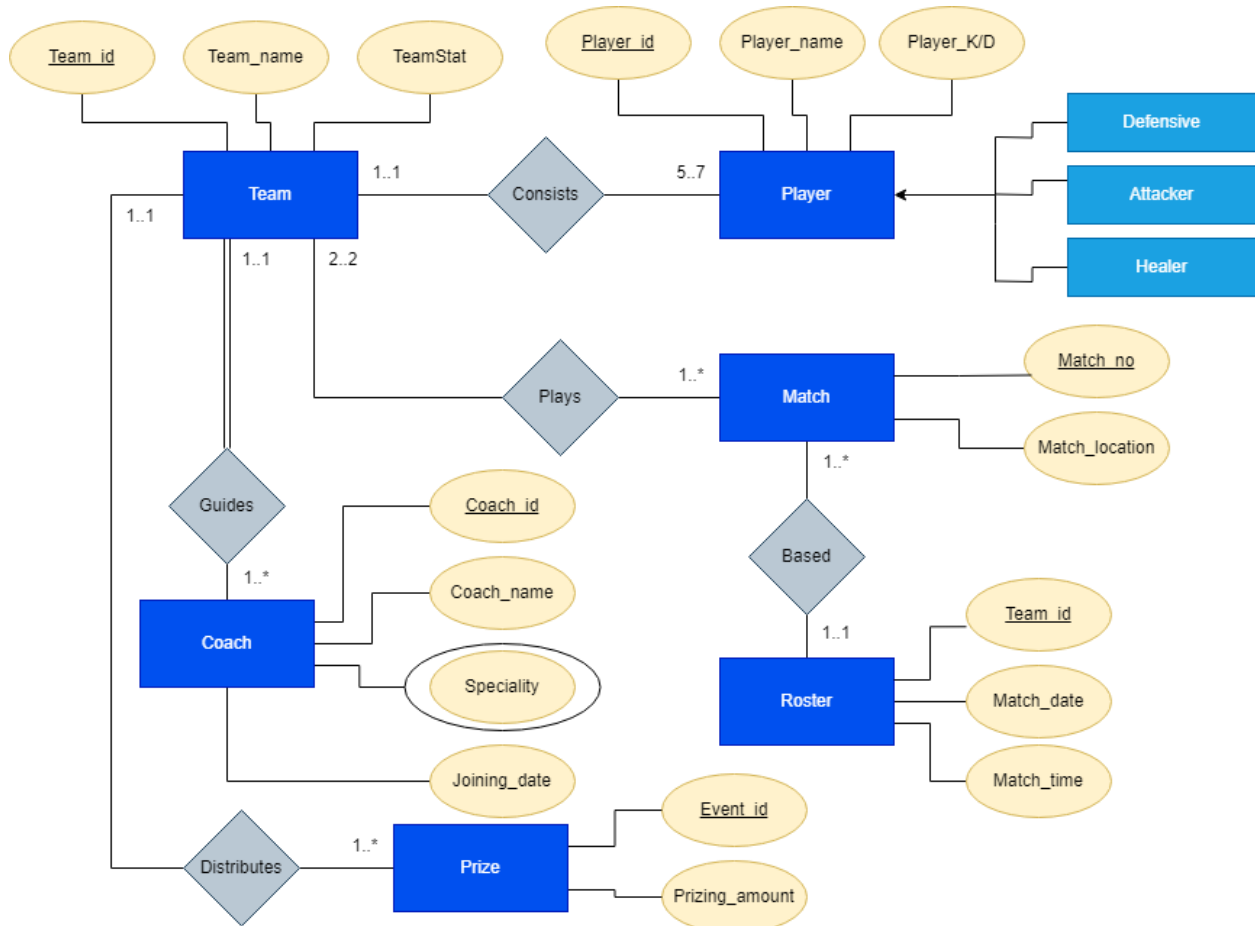 Team_id
Team_name
TeamStat
Player_id
Player_name
Player_K/D
Defensive
Team
1..1
Consists
5..7
Player
Attacker
1..1
1..1
2..2
Healer
Plays
1..*
Match
Match_no
Match_location
1..*
Guides
Coach_id
Based
1..*
Coach_name
Team_id
Coach
1..1
Speciality
Roster
Match_date
Joining_date
Match_time
Event_id
1..*
Distributes
Prize
Prizing_amount